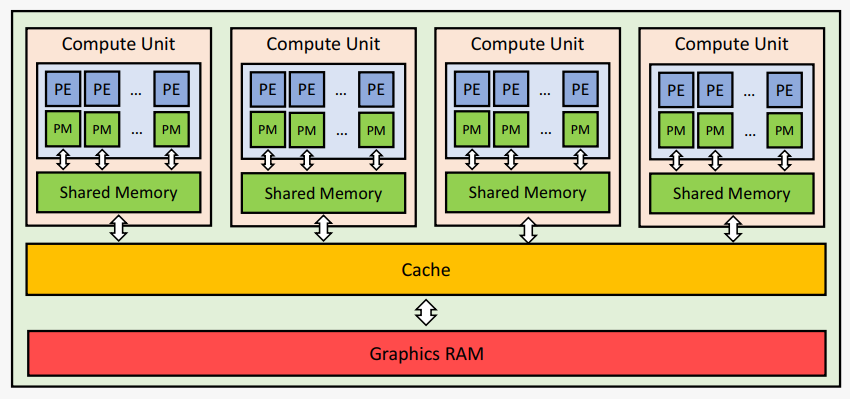 Compute Unit Compute Unit Compute Unit Compute Unit
PE PE ... PE PE PE ... PE PE PE ... PE PE PE ... PE
PM PM ... PM PM PM ... PM PM PM ... PM PM PM ... PM
Shared Memory Shared Memory Shared Memory Shared Memory
Cache
Graphics RAM